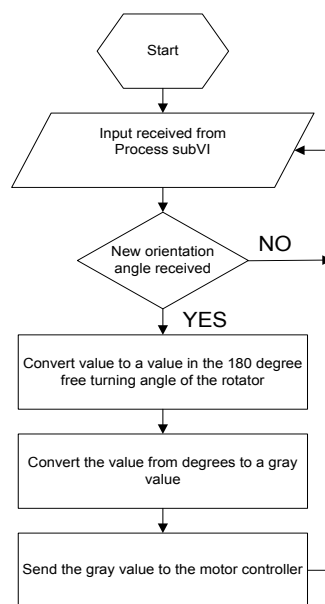 Start
Input received from
Process subVI
New orientation
angle received
NO
YES
Convert value to a value in the 180 degree
free turning angle of the rotator
Convert the value from degrees to a gray
value
Send the gray value to the motor controller